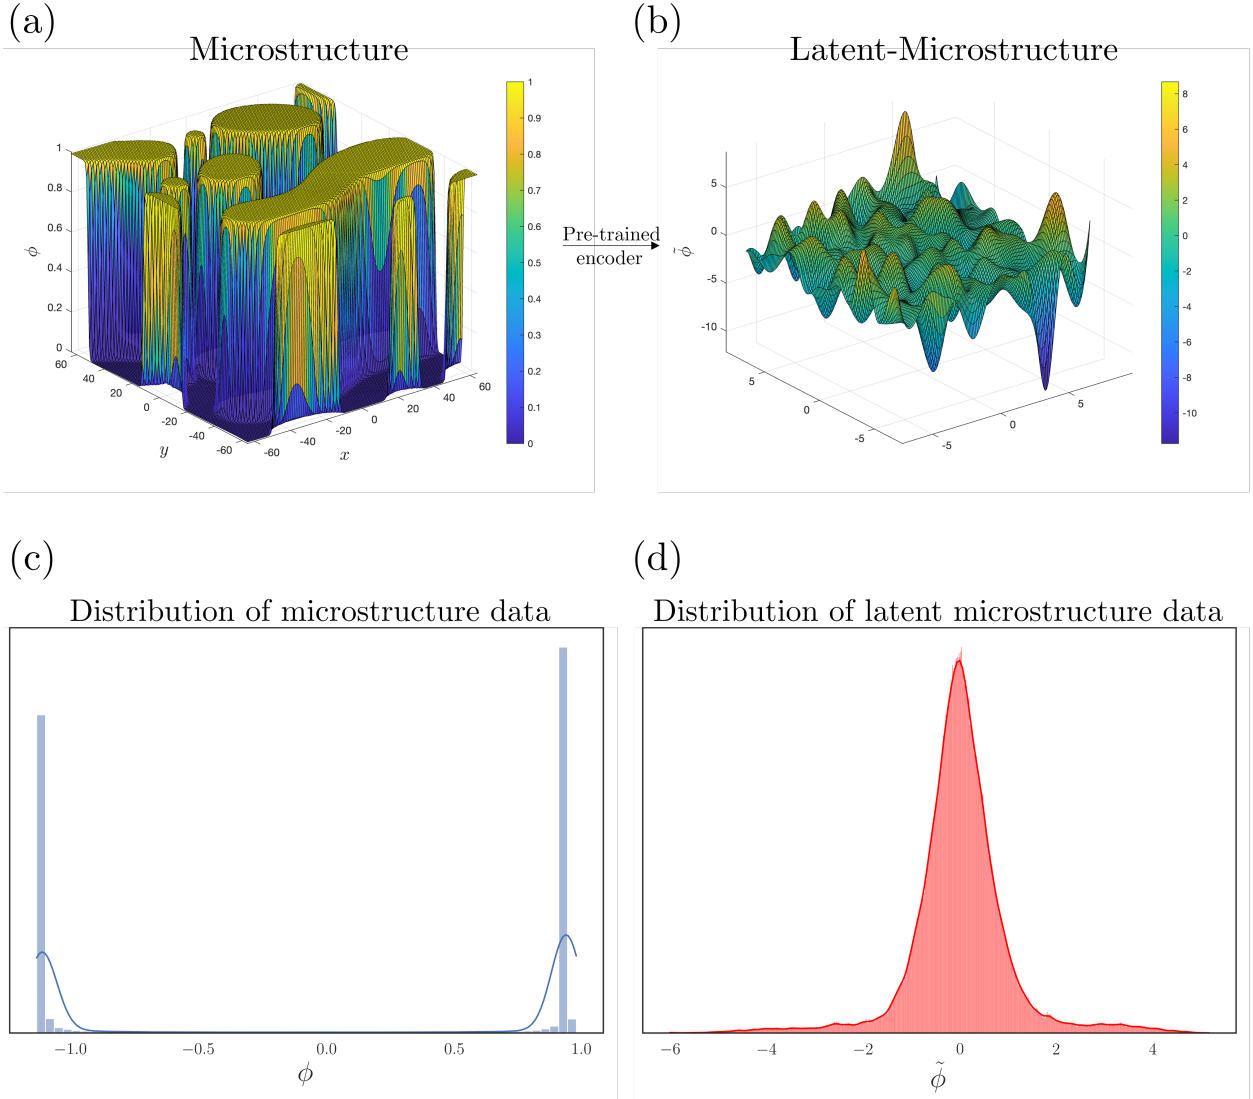 (a)
Microstructure
1
0.8
0.6
0.4
0.2
0
ϕ
60
40
20
0
-20
-40
-60
y
-60
-40
-20
0
20
40
60
x
1
0.9
0.8
0.7
0.6
0.5
0.4
0.3
0.2
0.1
0
Pre-trained
encoder
(b)
Latent-Microstructure
5
0
-5
-10
ϕ̃
5
0
-5
-5
0
5
8
6
4
2
0
-2
-4
-6
-8
-10
(c)
Distribution of microstructure data
−1.0 −0.5 0.0 0.5 1.0
ϕ
(d)
Distribution of latent microstructure data
−6 −4 −2 0 2 4
ϕ̃